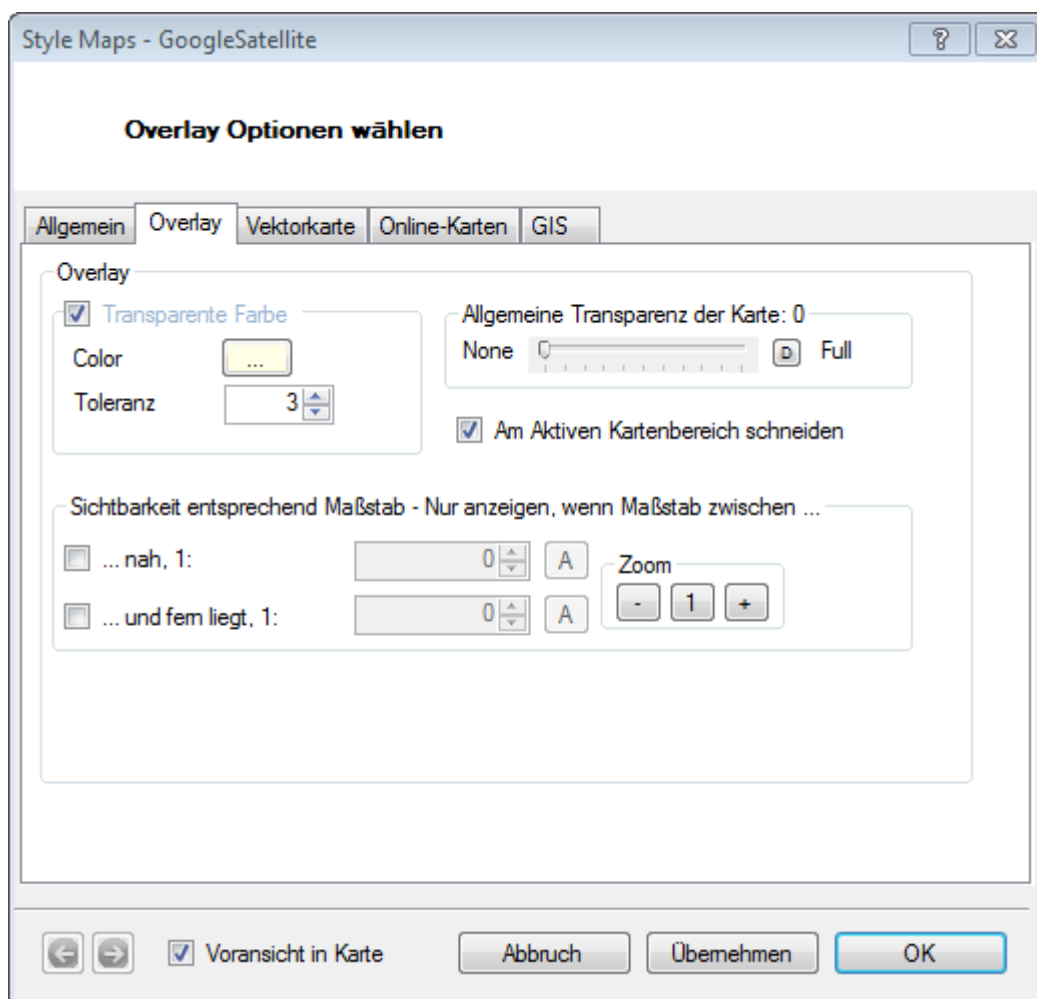 Style Maps - GoogleSatellite
?
Overlay Optionen wählen
Allgemein Overlay Vektorkarte Online-Karten GIS
Overlay
Transparente Farbe
Color ...
Toleranz 3
Allgemeine Transparenz der Karte: 0
None D Full
Am Aktiven Kartenbereich schneiden
Sichtbarkeit entsprechend Maßstab - Nur anzeigen, wenn Maßstab zwischen ...
... nah, 1: 0 A
... und fern liegt, 1: 0 A
Zoom
- 1 +
Voransicht in Karte Abbruch Übernehmen OK